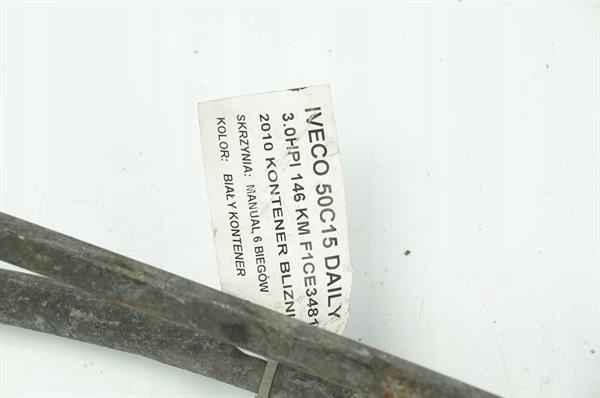 IVECO 50C15 DAILY
3.0HPI 146 KM F1CE3481
2010 KONTENER BLIZN
SKRZYNIA: MANUAL, 6 BIEGÓW
KOLOR: BIAŁY KONTENER